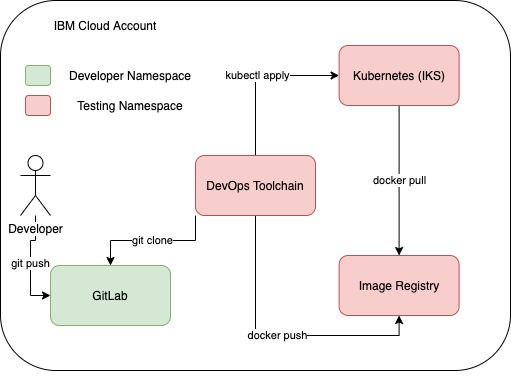 IBM Cloud Account
Developer Namespace
Testing Namespace
kubectl apply
Kubernetes (IKS)
DevOps Toolchain
docker pull
Developer
git clone
git push
GitLab
Image Registry
docker push